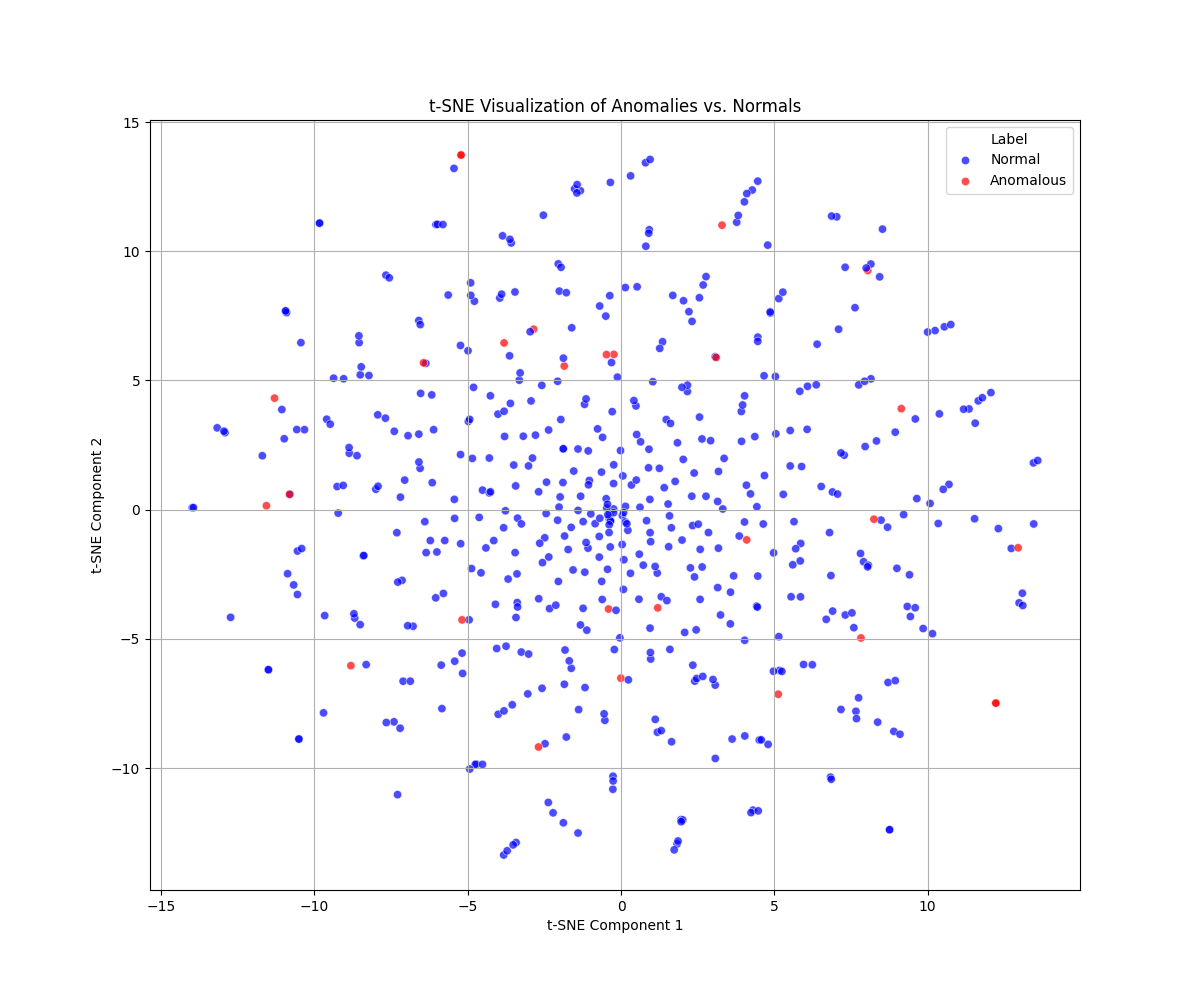 t-SNE Visualization of Anomalies vs. Normals
15
10
5
0
−5
−10
−15
−10
−5
0
5
10
t-SNE Component 1
t-SNE Component 2
Label
Normal
Anomalous